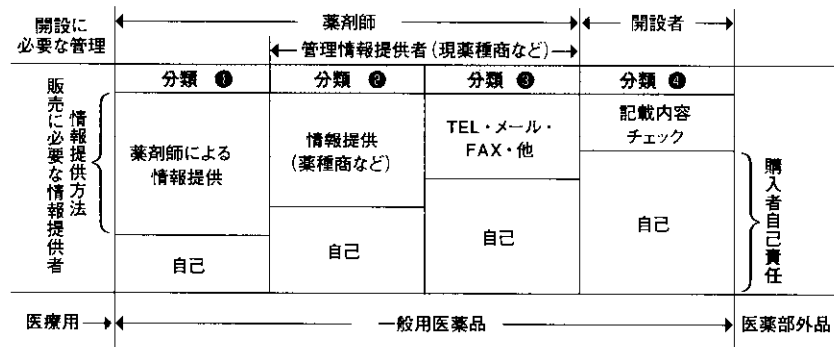 開設に
必要な管理
薬剤師
開設者
管理情報提供者(現薬種商など)
分類 ❶
分類 ❷
分類 ❸
分類 ❹
販売に必要な情報提供者
情報提供方法
薬剤師による
情報提供
情報提供
(薬種商など)
TEL・メール・
FAX・他
記載内容
チェック
自己
自己
自己
自己
購入者自己責任
医療用
一般用医薬品
医薬部外品